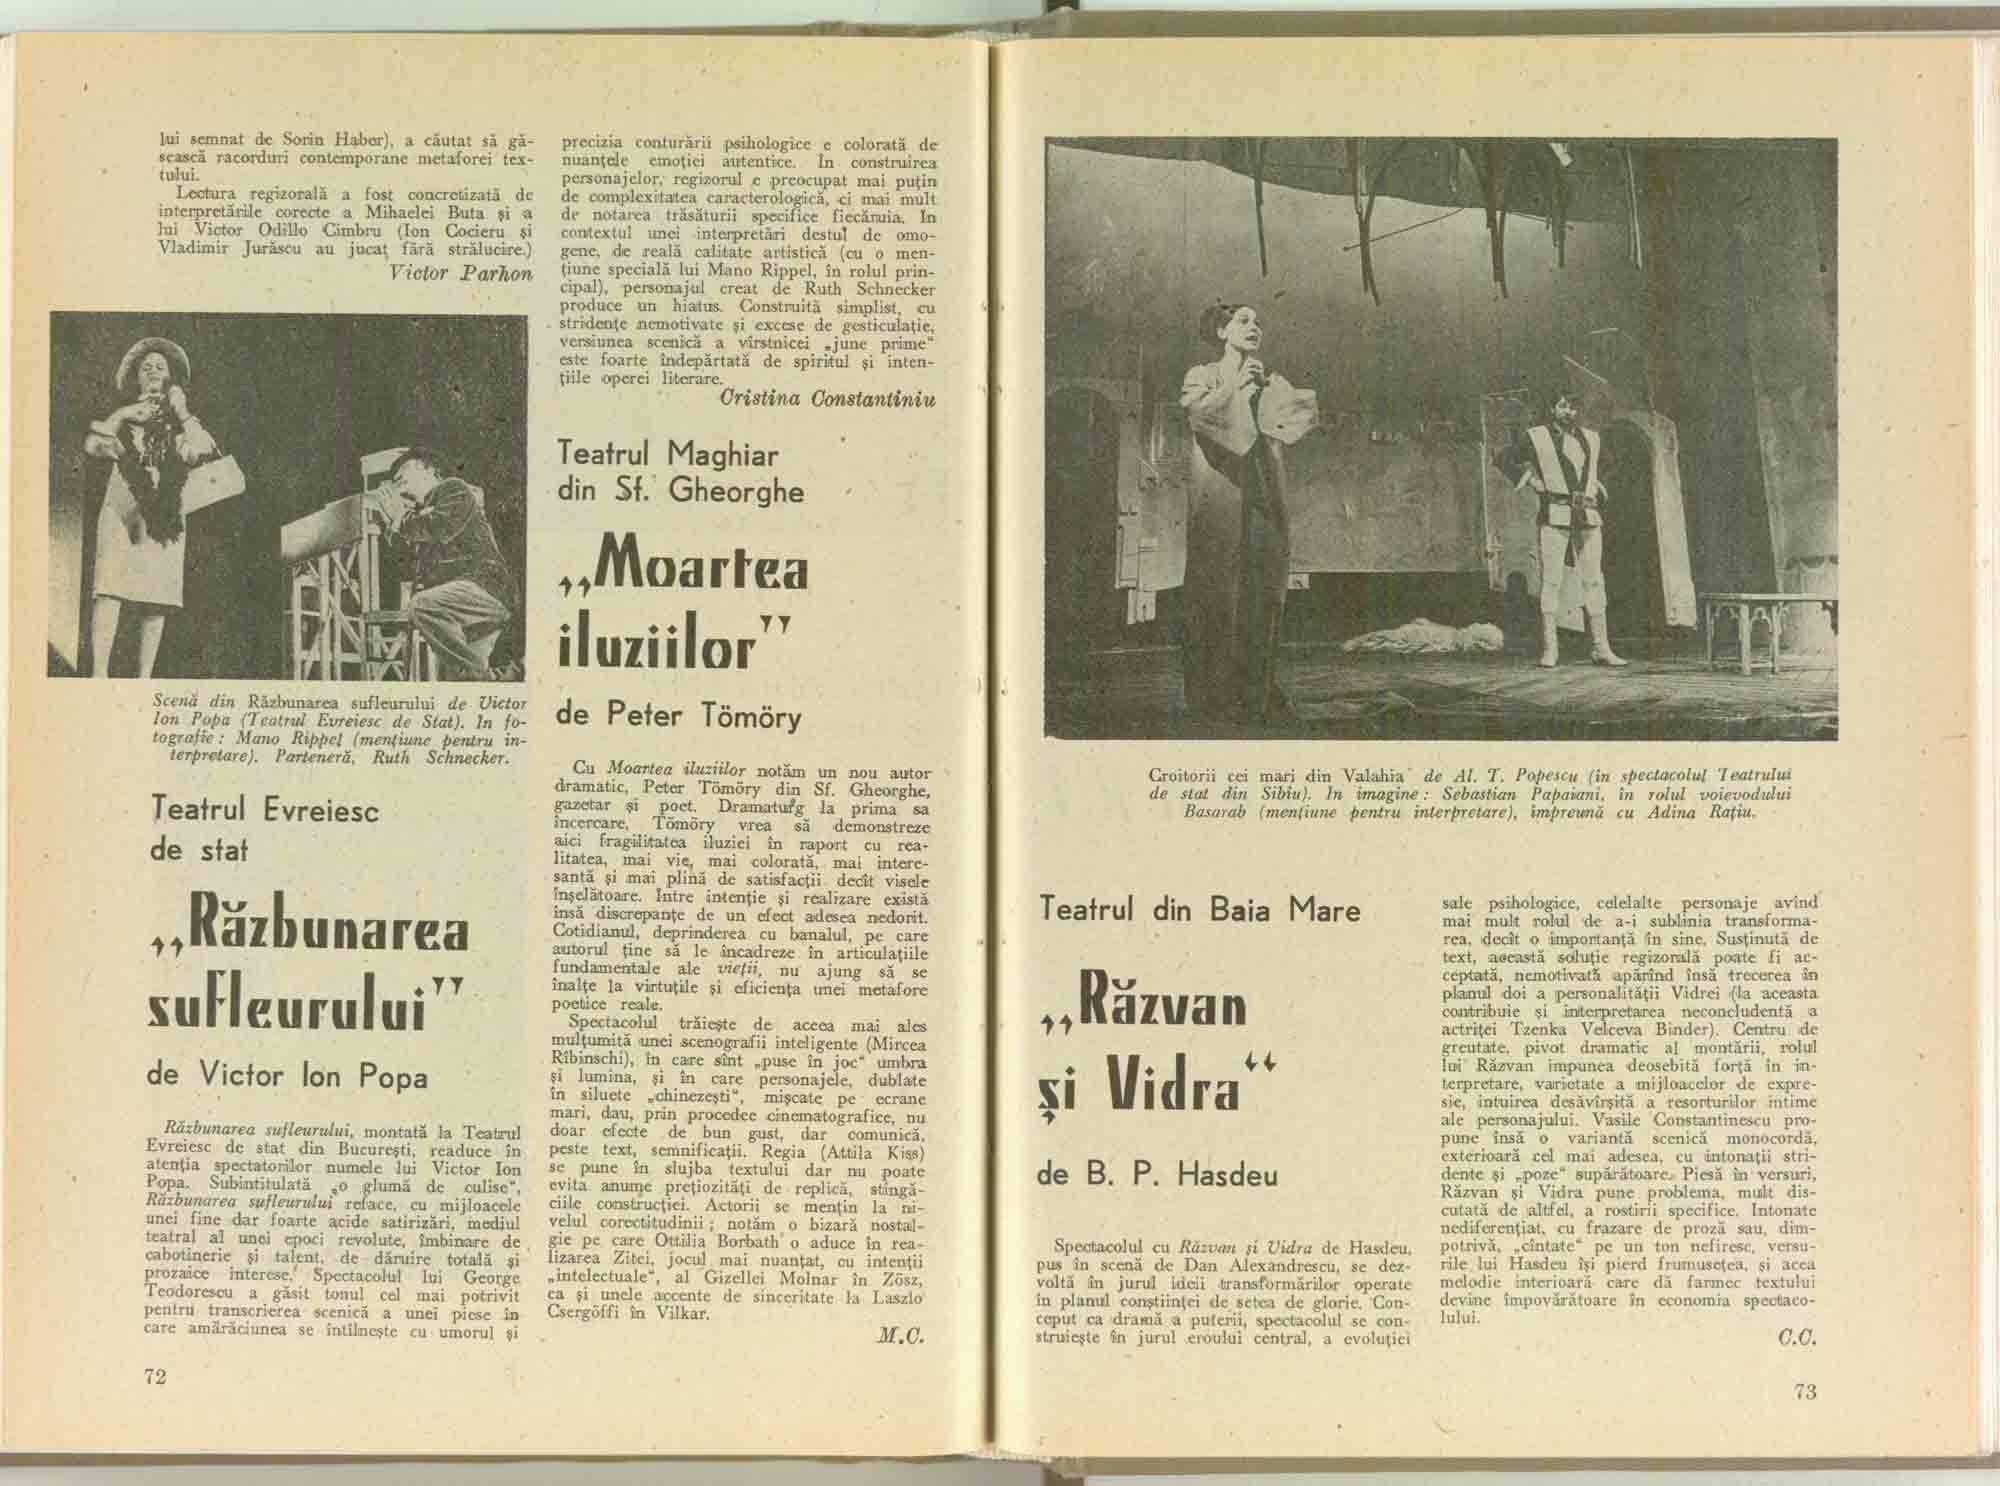 lui semnat de Sorin Haber), a căutat să gă-
sească racorduri contemporane metaforei tex-
tului.
Lectura regizorală a fost concretizată de
interpretările corecte a Mihaelei Buta și a
lui Victor Odillo Cimbru (Ion Cocieru și
Vladimir Jurăscu au jucat fără strălucire.)
Victor Parhon
Scenă din Răzbunarea sufleurului de Victor
Ion Popa (Teatrul Evreiesc de Stat). In fo-
tografie : Mano Rippel (mențiune pentru in-
terpretare). Parteneră, Ruth Schnecker.
Teatrul Evreiesc
de stat
„Răzbunarea
sufleurului”
de Victor Ion Popa
Răzbunarea sufleurului, montată la Teatrul
Evreiesc de stat din București, readuce în
atenția spectatorilor numele lui Victor Ion
Popa. Subintitulată „o glumă de culise“,
Răzbunarea sufleurului reface, cu mijloacele
unei fine dar foarte acide satirizări, mediul
teatral al unei epoci revolute, îmbinare de
cabotinerie și talent, de dăruire totală și
prozaice interese. Spectacolul lui George
Teodorescu a găsit tonul cel mai potrivit
pentru transcrierea scenică a unei piese în
care amărăciunea se întîlnește cu umorul și
72
precizia conturării psihologice e colorată de
nuanțele emoției autentice. In construirea
personajelor, regizorul e preocupat mai puțin
de complexitatea caracterologică, ci mai mult
de notarea trăsăturii specifice fiecăruia. In
contextul unei interpretări destul de omo-
gene, de reală calitate artistică (cu o men-
țiune specială lui Mano Rippel, în rolul prin-
cipal), personajul creat de Ruth Schnecker
produce un hiatus. Construită simplist, cu
stridențe nemotivate și excese de gesticulație,
versiunea scenică a vîrstnicei „june prime“
este foarte îndepărtată de spiritul și inten-
țiile operei literare.
Cristina Constantiniu
Teatrul Maghiar
din Sf. Gheorghe
„Moartea
iluziilor”
de Peter Tömöry
Cu Moartea iluziilor notăm un nou autor
dramatic, Peter Tömöry din Sf. Gheorghe,
gazetar și poet. Dramaturg la prima sa
încercare, Tömöry vrea să demonstreze
aici fragilitatea iluziei în raport cu rea-
litatea, mai vie, mai colorată, mai intere-
santă și mai plină de satisfacții decît visele
înșelătoare. Intre intenție și realizare există
însă discrepanțe de un efect adesea nedorit.
Cotidianul, deprinderea cu banalul, pe care
autorul ține să le încadreze în articulațiile
fundamentale ale vieții, nu ajung să se
înalțe la virtuțile și eficiența unei metafore
poetice reale.
Spectacolul trăiește de aceea mai ales
mulțumită unei scenografii inteligente (Mircea
Rîbinschi), în care sînt „puse în joc“ umbra
și lumina, și în care personajele, dublate
în siluete „chinezești“, mișcate pe ecrane
mari, dau, prin procedee cinematografice, nu
doar efecte de bun gust, dar comunică,
peste text, semnificații. Regia (Attila Kiss)
se pune în slujba textului dar nu poate
evita anume prețiozități de replică, stîngă-
ciile construcției. Actorii se mențin la ni-
velul corectitudinii ; notăm o bizară nostal-
gie pe care Ottilia Borbath o aduce în rea-
lizarea Zitei, jocul mai nuanțat, cu intenții
„intelectuale“, al Gizellei Molnar în Zösz,
ca și unele accente de sinceritate la Laszlo
Csergöffi în Vilkar.
M.C.
Croitorii cei mari din Valahia de Al. T. Popescu (în spectacolul Teatrului
de stat din Sibiu). In imagine : Sebastian Papaiani, în rolul voievodului
Basarab (mențiune pentru interpretare), împreună cu Adina Rațiu.
Teatrul din Baia Mare
„Răzvan
și Vidra“
de B. P. Hasdeu
Spectacolul cu Răzvan și Vidra de Hasdeu,
pus în scenă de Dan Alexandrescu, se dez-
voltă în jurul ideii transformărilor operate
în planul conștiinței de setea de glorie. Con-
ceput ca dramă a puterii, spectacolul se con-
struiește în jurul eroului central, a evoluției
sale psihologice, celelalte personaje avînd
mai mult rolul de a-i sublinia transforma-
rea, decît o importanță în sine. Susținută de
text, această soluție regizorală poate fi ac-
ceptată, nemotivată apărînd însă trecerea în
planul doi a personalității Vidrei (la aceasta
contribuie și interpretarea neconcludentă a
actriței Tzenka Velceva Binder). Centru de
greutate, pivot dramatic al montării, rolul
lui Răzvan impunea deosebită forță în in-
terpretare, varietate a mijloacelor de expre-
sie, intuirea desăvîrșită a resorturilor intime
ale personajului. Vasile Constantinescu pro-
pune însă o variantă scenică monocordă,
exterioară cel mai adesea, cu intonații stri-
dente și „poze“ supărătoare. Piesă în versuri,
Răzvan și Vidra pune problema, mult dis-
cutată de altfel, a rostirii specifice. Intonate
nediferențiat, cu frazare de proză sau, dim-
potrivă, „cîntate“ pe un ton nefiresc, versu-
rile lui Hasdeu își pierd frumusețea, și acea
melodie interioară care dă farmec textului
devine împovărătoare în economia spectaco-
lului.
C.C.
73